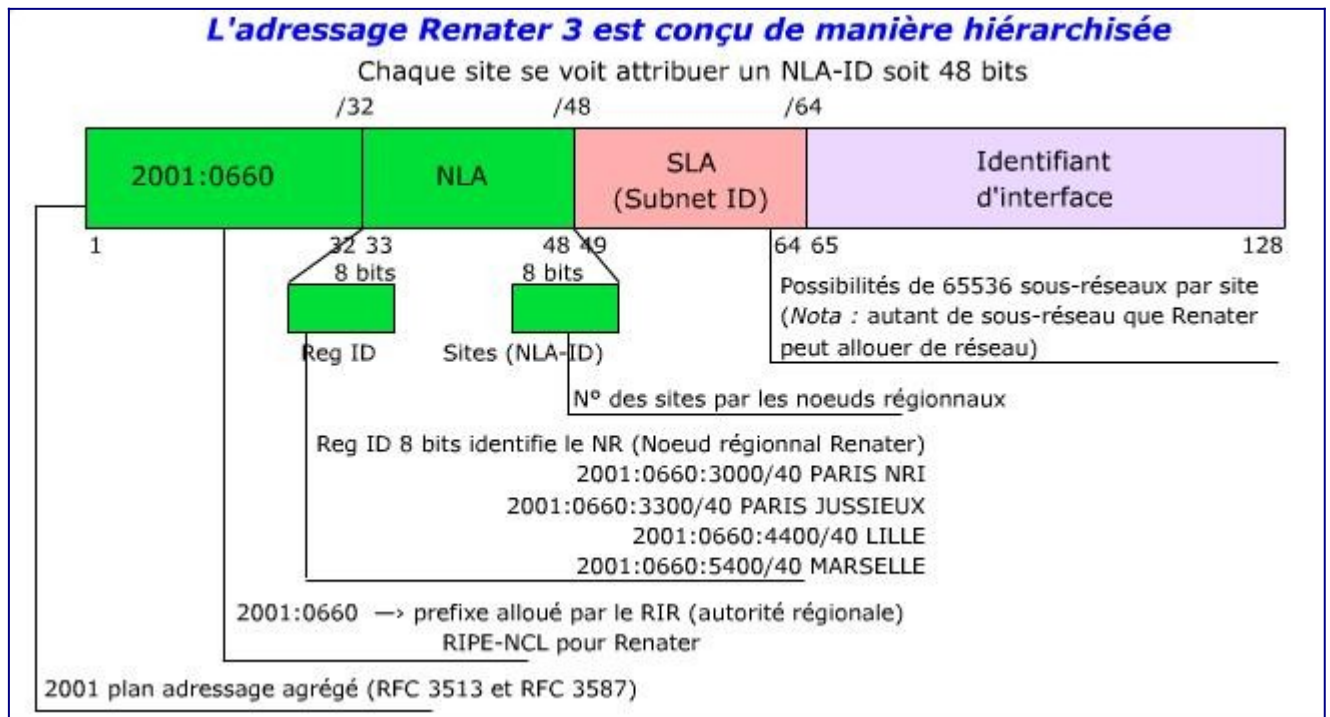 L'adressage Renater 3 est conçu de manière hiérarchisée
Chaque site se voit attribuer un NLA-ID soit 48 bits
/32 /48 /64
2001:0660 NLA SLA (Subnet ID) Identifiant d'interface
1 32 33 48 49 64 65 128
8 bits 8 bits
Reg ID Sites (NLA-ID)
Possibilités de 65536 sous-réseaux par site
(Nota : autant de sous-réseau que Renater
peut allouer de réseau)
N° des sites par les noeuds régionnaux
Reg ID 8 bits identifie le NR (Noeud régionnal Renater)
2001:0660:3000/40 PARIS NRI
2001:0660:3300/40 PARIS JUSSIEUX
2001:0660:4400/40 LILLE
2001:0660:5400/40 MARSELLE
2001:0660 —> prefixe alloué par le RIR (autorité régionale)
RIPE-NCL pour Renater
2001 plan adressage agrégé (RFC 3513 et RFC 3587)